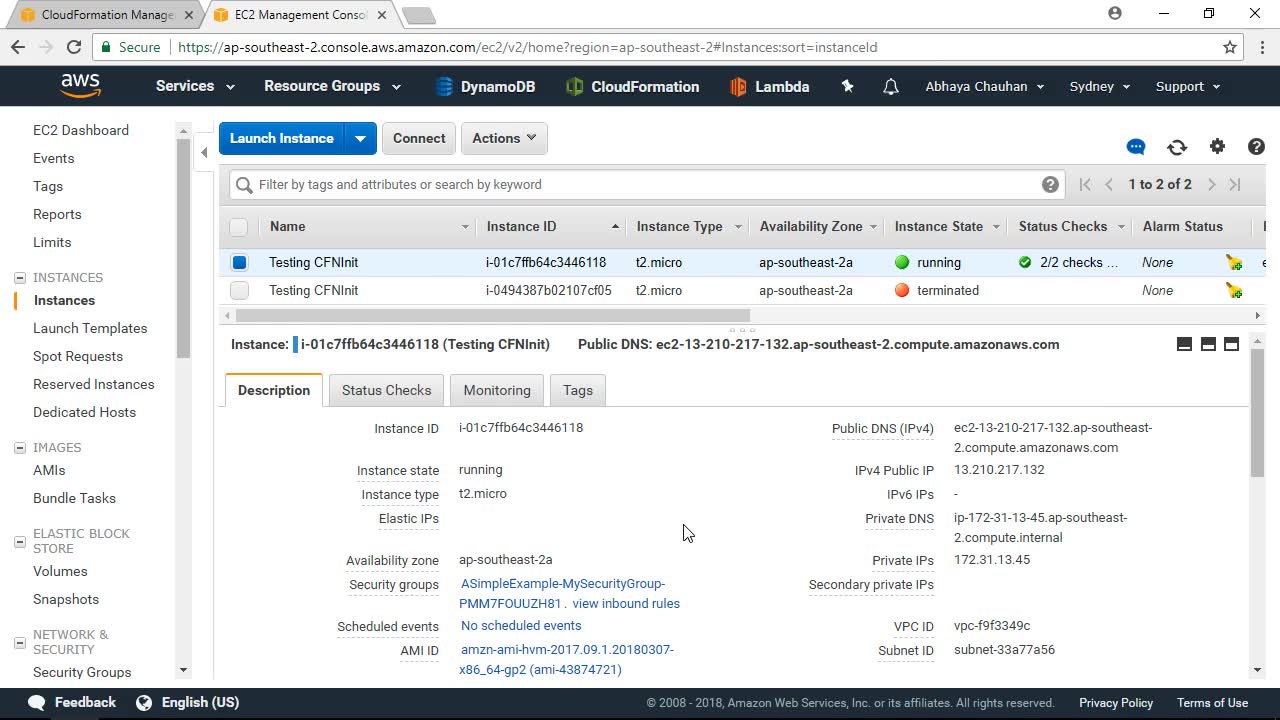 CloudFormation Manage
EC2 Management Consol
Secure
https://ap-southeast-2.console.aws.amazon.com/ec2/v2/home?region=ap-southeast-2#Instances:sort=instanceId
aws
Services
Resource Groups
DynamoDB
CloudFormation
Lambda
Abhaya Chauhan
Sydney
Support
EC2 Dashboard
Events
Tags
Reports
Limits
INSTANCES
Instances
Launch Templates
Spot Requests
Reserved Instances
Dedicated Hosts
IMAGES
AMIs
Bundle Tasks
ELASTIC BLOCK
STORE
Volumes
Snapshots
NETWORK &
SECURITY
Security Groups
Launch Instance
Connect
Actions
Filter by tags and attributes or search by keyword
1 to 2 of 2
Name Instance ID Instance Type Availability Zone Instance State Status Checks Alarm Status
Testing CFNInit i-01c7ffb64c3446118 t2.micro ap-southeast-2a running 2/2 checks ... None
Testing CFNInit i-0494387b02107cf05 t2.micro ap-southeast-2a terminated None
Instance: i-01c7ffb64c3446118 (Testing CFNInit) Public DNS: ec2-13-210-217-132.ap-southeast-2.compute.amazonaws.com
Description
Status Checks
Monitoring
Tags
Instance ID i-01c7ffb64c3446118
Instance state running
Instance type t2.micro
Elastic IPs
Availability zone ap-southeast-2a
Security groups ASimpleExample-MySecurityGroup-
PMM7FOUUZH81 . view inbound rules
Scheduled events No scheduled events
AMI ID amzn-ami-hvm-2017.09.1.20180307-
x86_64-gp2 (ami-43874721)
Public DNS (IPv4) ec2-13-210-217-132.ap-southeast-
2.compute.amazonaws.com
IPv4 Public IP 13.210.217.132
IPv6 IPs -
Private DNS ip-172-31-13-45.ap-southeast-
2.compute.internal
Private IPs 172.31.13.45
Secondary private IPs
VPC ID vpc-f9f3349c
Subnet ID subnet-33a77a56
Feedback
English (US)
© 2008 - 2018, Amazon Web Services, Inc. or its affiliates. All rights reserved.
Privacy Policy
Terms of Use